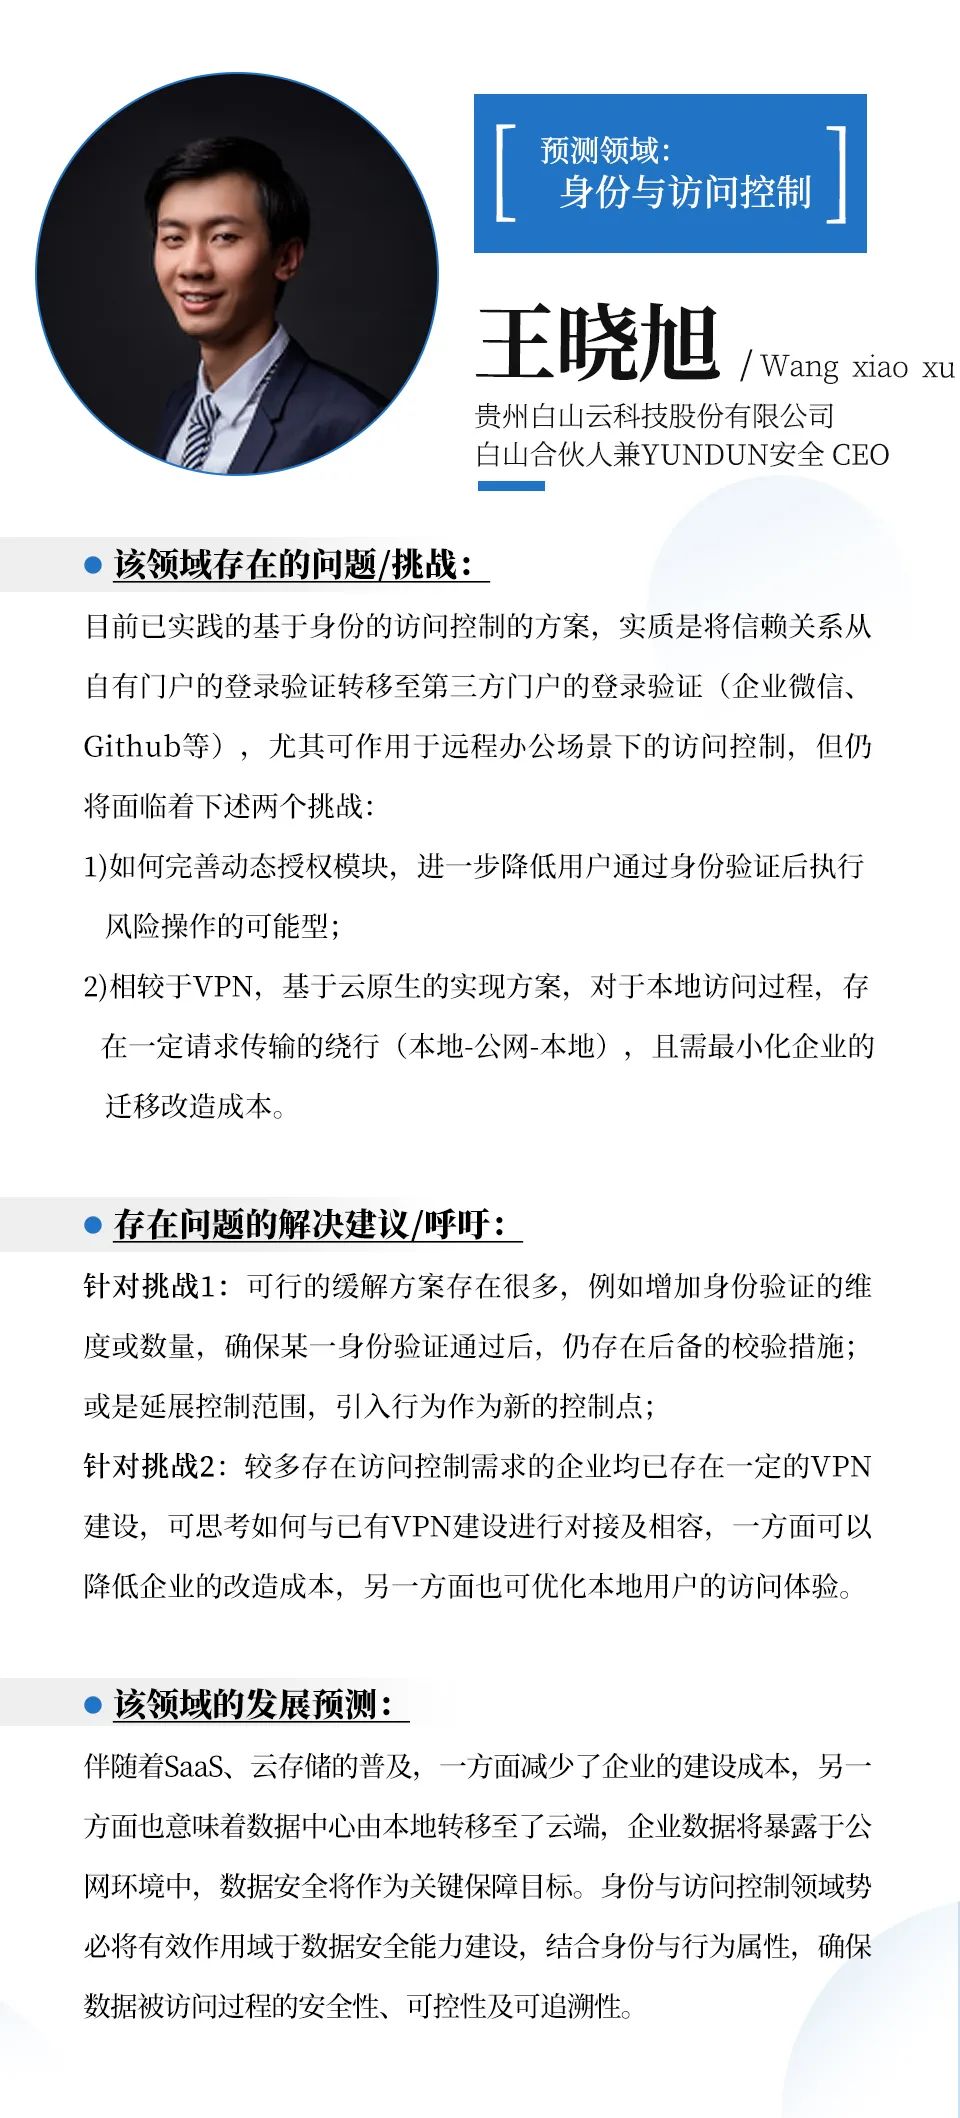 预测领域：
身份与访问控制
王晓旭 / Wang xiao xu
贵州白山云科技股份有限公司
白山合伙人兼YUNDUN安全 CEO
该领域存在的问题/挑战：
目前已实践的基于身份的访问控制的方案，实质是将信赖关系从
自有门户的登录验证转移至第三方门户的登录验证（企业微信、
Github等），尤其可作用于远程办公场景下的访问控制，但仍
将面临着下述两个挑战：
1)如何完善动态授权模块，进一步降低用户通过身份验证后执行
风险操作的可能型；
2)相较于VPN，基于云原生的实现方案，对于本地访问过程，存
在一定请求传输的绕行（本地-公网-本地），且需最小化企业的
迁移改造成本。
存在问题的解决建议/呼吁：
针对挑战1：可行的缓解方案存在很多，例如增加身份验证的维
度或数量，确保某一身份验证通过后，仍存在后备的校验措施；
或是延展控制范围，引入行为作为新的控制点；
针对挑战2：较多存在访问控制需求的企业均已存在一定的VPN
建设，可思考如何与已有VPN建设进行对接及相容，一方面可以
降低企业的改造成本，另一方面也可优化本地用户的访问体验。
该领域的发展预测：
伴随着SaaS、云存储的普及，一方面减少了企业的建设成本，另一
方面也意味着数据中心由本地转移至了云端，企业数据将暴露于公
网环境中，数据安全将作为关键保障目标。身份与访问控制领域势
必将有效作用域于数据安全能力建设，结合身份与行为属性，确保
数据被访问过程的安全性、可控性及可追溯性。